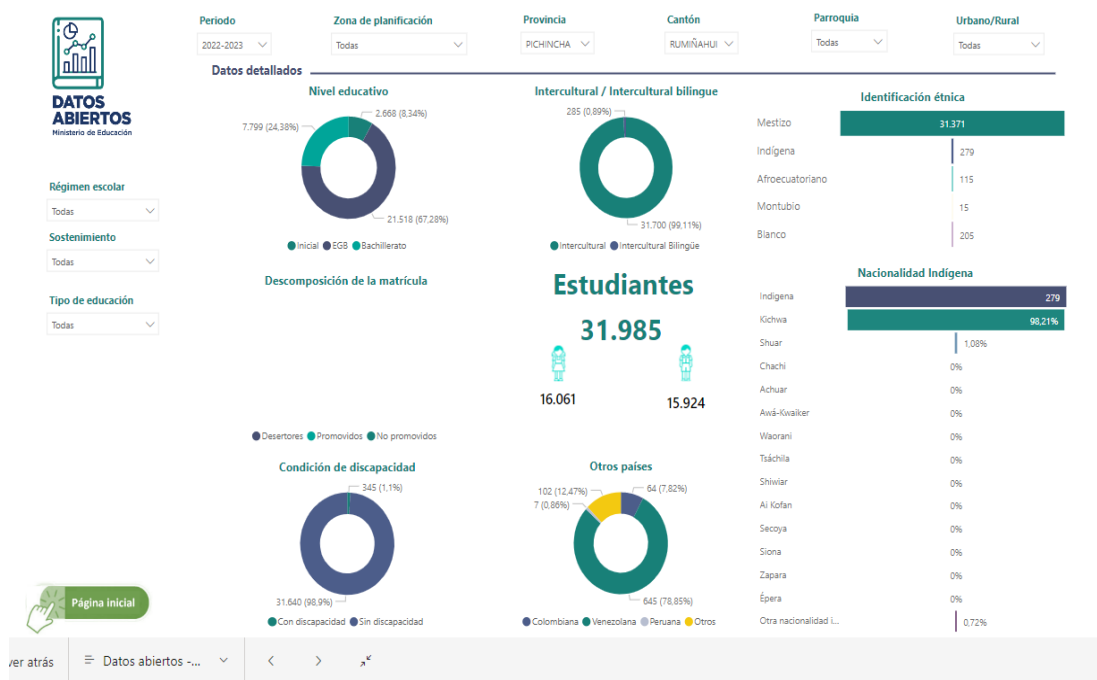 Periodo
Zona de planificación
Provincia
Cantón
Parroquia
Urbano/Rural
2022-2023
Todas
PICHINCHA
RUMIÑAHUI
Todas
Todas
DATOS
ABIERTOS
Ministerio de Educación
Datos detallados
Régimen escolar
Todas
Sostenimiento
Todas
Tipo de educación
Todas
Nivel educativo
2.668 (8,34%)
7.799 (24,38%)
21.518 (67,28%)
Inicial EGB Bachillerato
Intercultural / Intercultural bilingue
285 (0,89%)
31.700 (99,11%)
Intercultural Intercultural Bilingüe
Identificación étnica
Mestizo 31.371
Indígena 279
Afroecuatoriano 115
Montubio 15
Blanco 205
Descomposición de la matrícula
Desertores Promovidos No promovidos
Estudiantes
31.985
16.061
15.924
Nacionalidad Indígena
Indigena 279
Kichwa 98,21%
Shuar 1,08%
Chachi 0%
Achuar 0%
Awá-Kwaiker 0%
Waorani 0%
Tsáchila 0%
Shiwiar 0%
Ai Kofan 0%
Secoya 0%
Siona 0%
Zapara 0%
Épera 0%
Otra nacionalidad i... 0,72%
Condición de discapacidad
345 (1,1%)
31.640 (98,9%)
Con discapacidad Sin discapacidad
Otros países
102 (12,47%)
64 (7,82%)
7 (0,86%)
645 (78,85%)
Colombiana Venezolana Peruana Otros
Página inicial
ver atrás
Datos abiertos -...